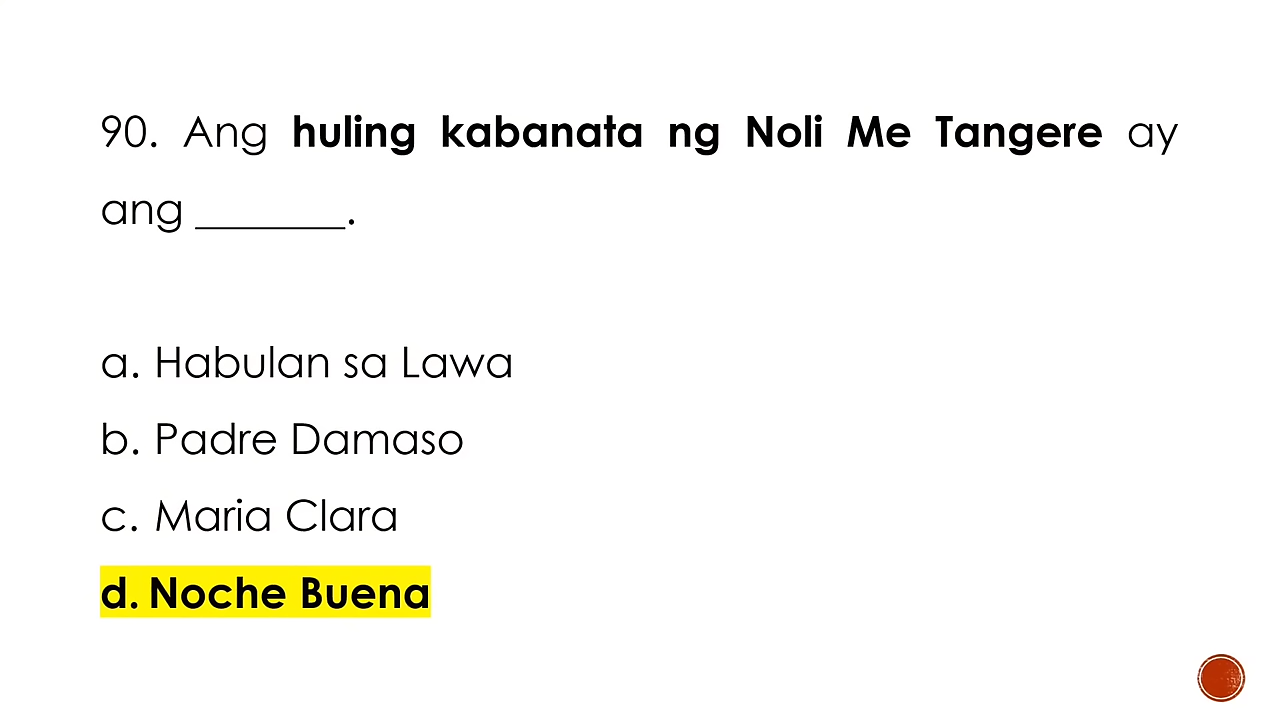 90. Ang huling kabanata ng Noli Me Tangere ay
ang _______.
a. Habulan sa Lawa
b. Padre Damaso
c. Maria Clara
d. Noche Buena